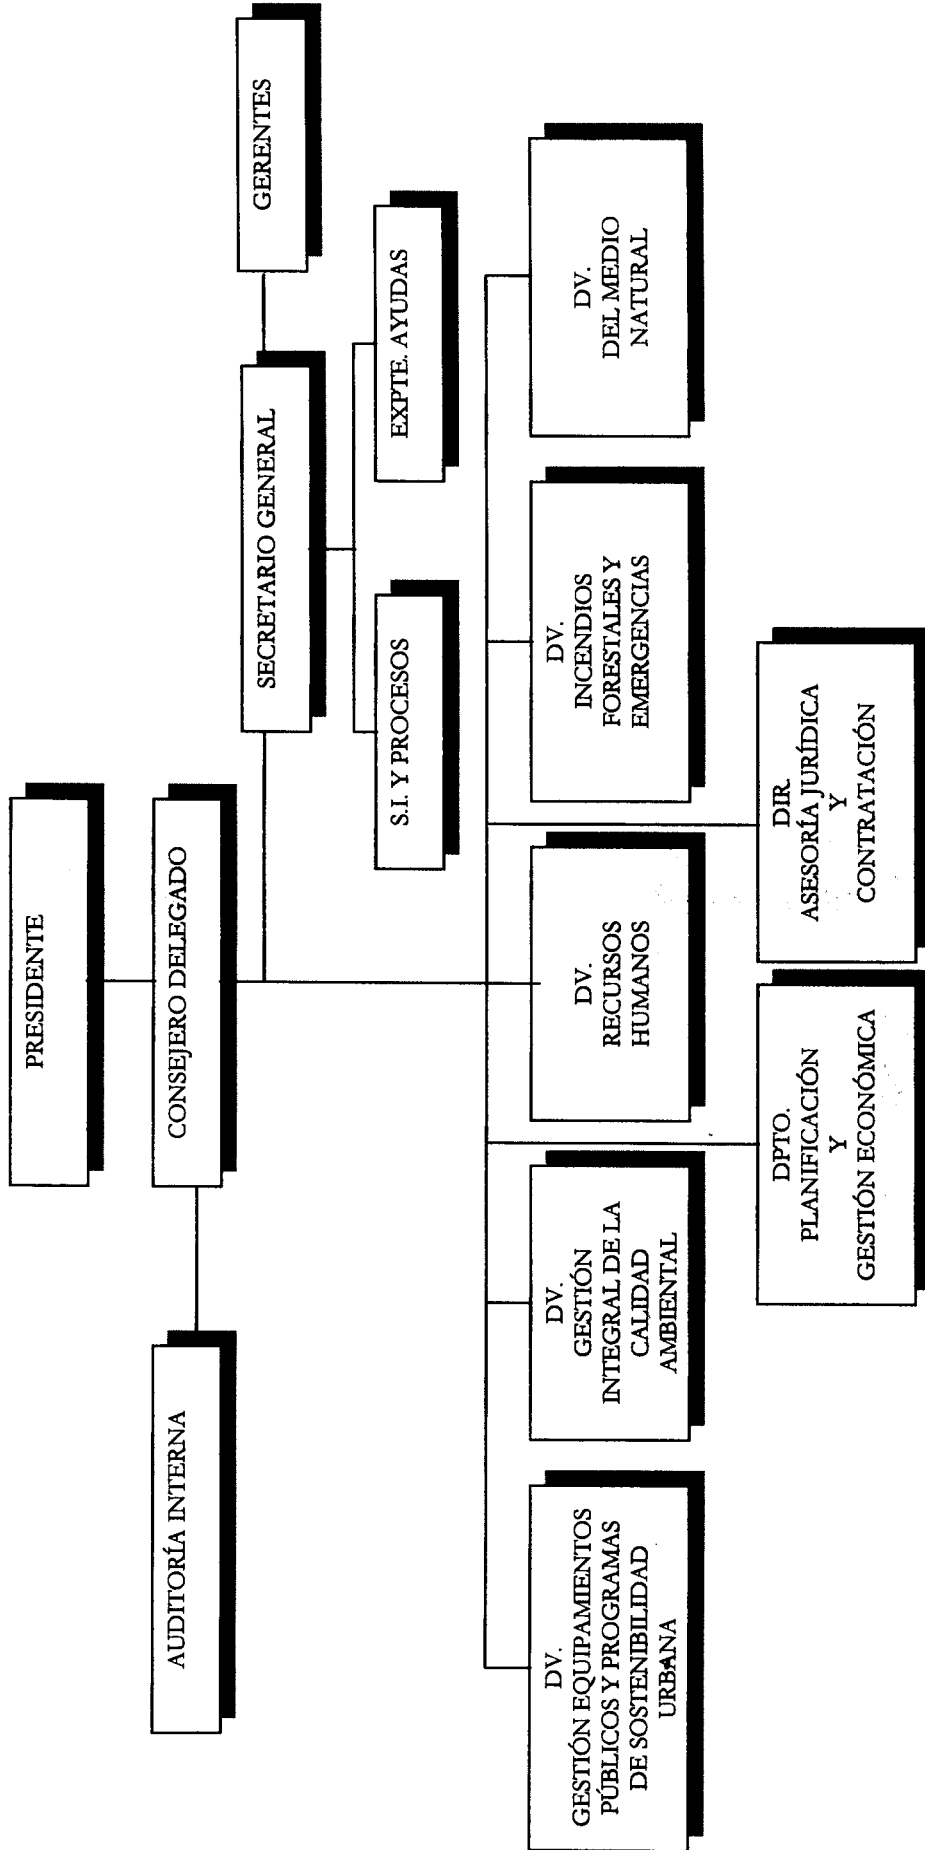 PRESIDENTE
AUDITORÍA INTERNA
CONSEJERO DELEGADO
SECRETARIO GENERAL
GERENTES
S.I. Y PROCESOS
EXPTE. AYUDAS
DV.
GESTIÓN EQUIPAMIENTOS
PÚBLICOS Y PROGRAMAS
DE SOSTENIBILIDAD
URBANA
DV.
GESTIÓN
INTEGRAL DE LA
CALIDAD
AMBIENTAL
DV.
RECURSOS
HUMANOS
DV.
INCENDIOS
FORESTALES Y
EMERGENCIAS
DV.
DEL MEDIO
NATURAL
DPTO.
PLANIFICACIÓN
Y
GESTIÓN ECONÓMICA
DIR.
ASESORÍA JURÍDICA
Y
CONTRATACIÓN